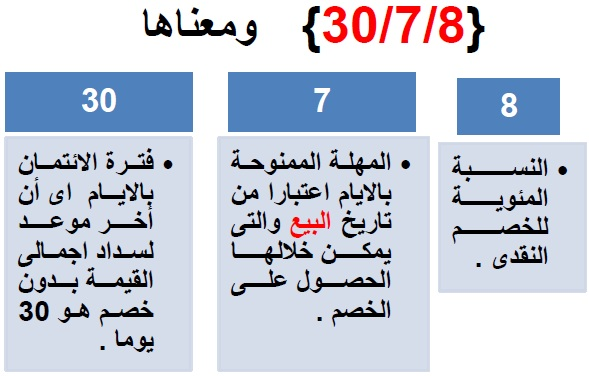 {30/7/8} ومعناها
8
• النسبة
المئوية
للخصم
النقدى .
7
• المهلة الممنوحة
بالايام اعتبارا من
تاريخ البيع والتى
يمكن خلالها
الحصول على
الخصم .
30
• فترة الائتمان
بالايام اى أن
أخر موعد
لسداد اجمالى
القيمة بدون
خصم هو 30
يوما .